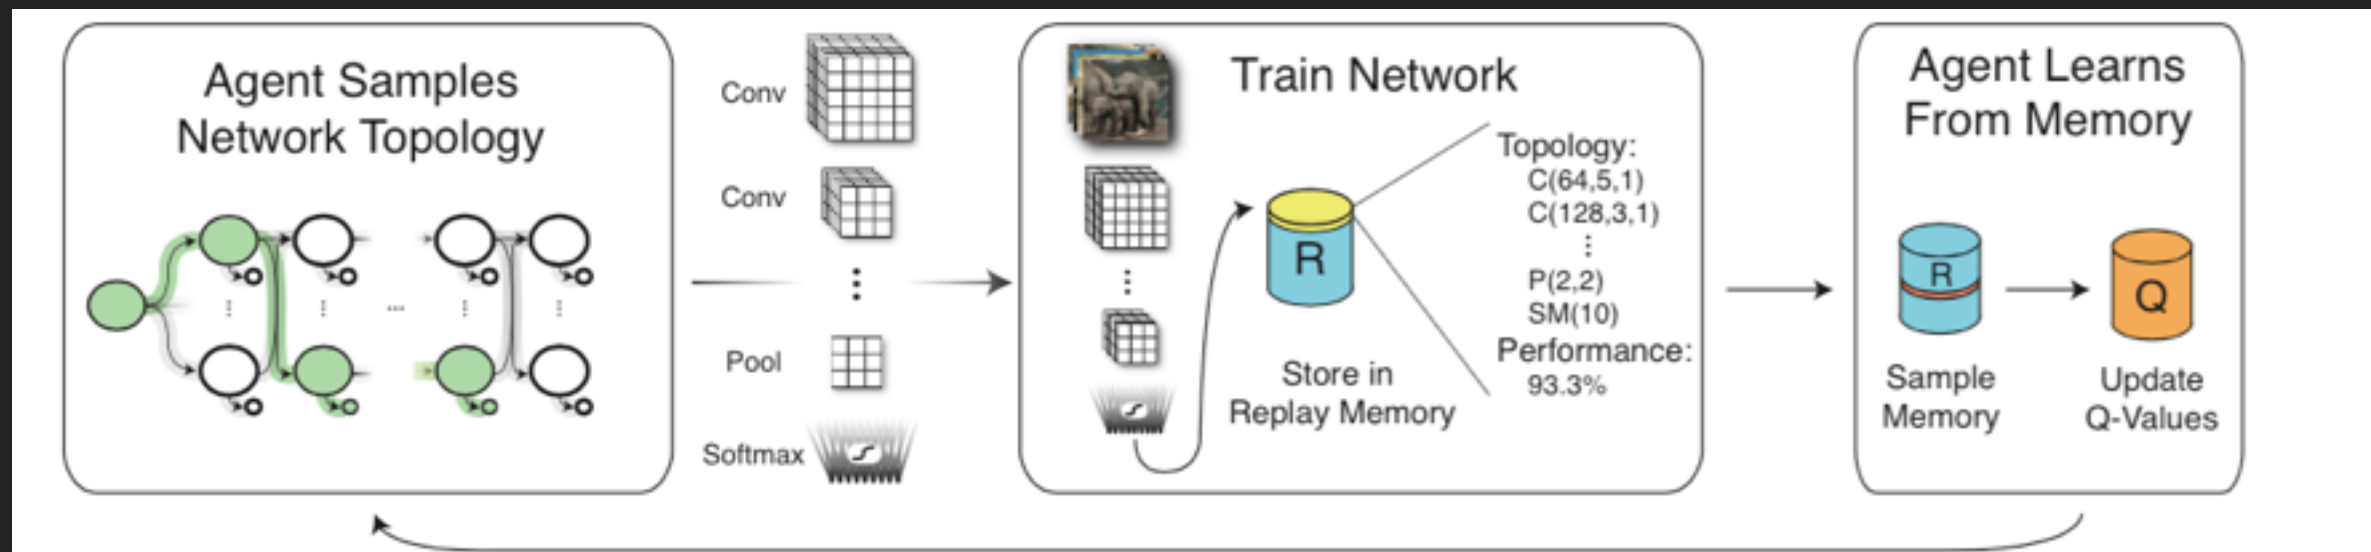 Agent Samples
Network Topology
...
Conv
Conv
Pool
Softmax
Train Network
R
Store in
Replay Memory
Topology:
C(64,5,1)
C(128,3,1)
P(2,2)
SM(10)
Performance:
93.3%
Agent Learns
From Memory
R
Sample
Memory
Q
Update
Q-Values